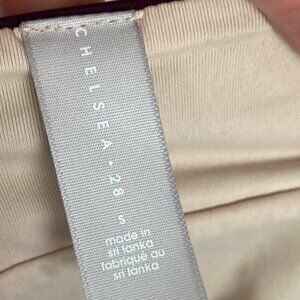 CHELSEA · 28
S
made in
sri lanka
fabriqué au
sri lanka